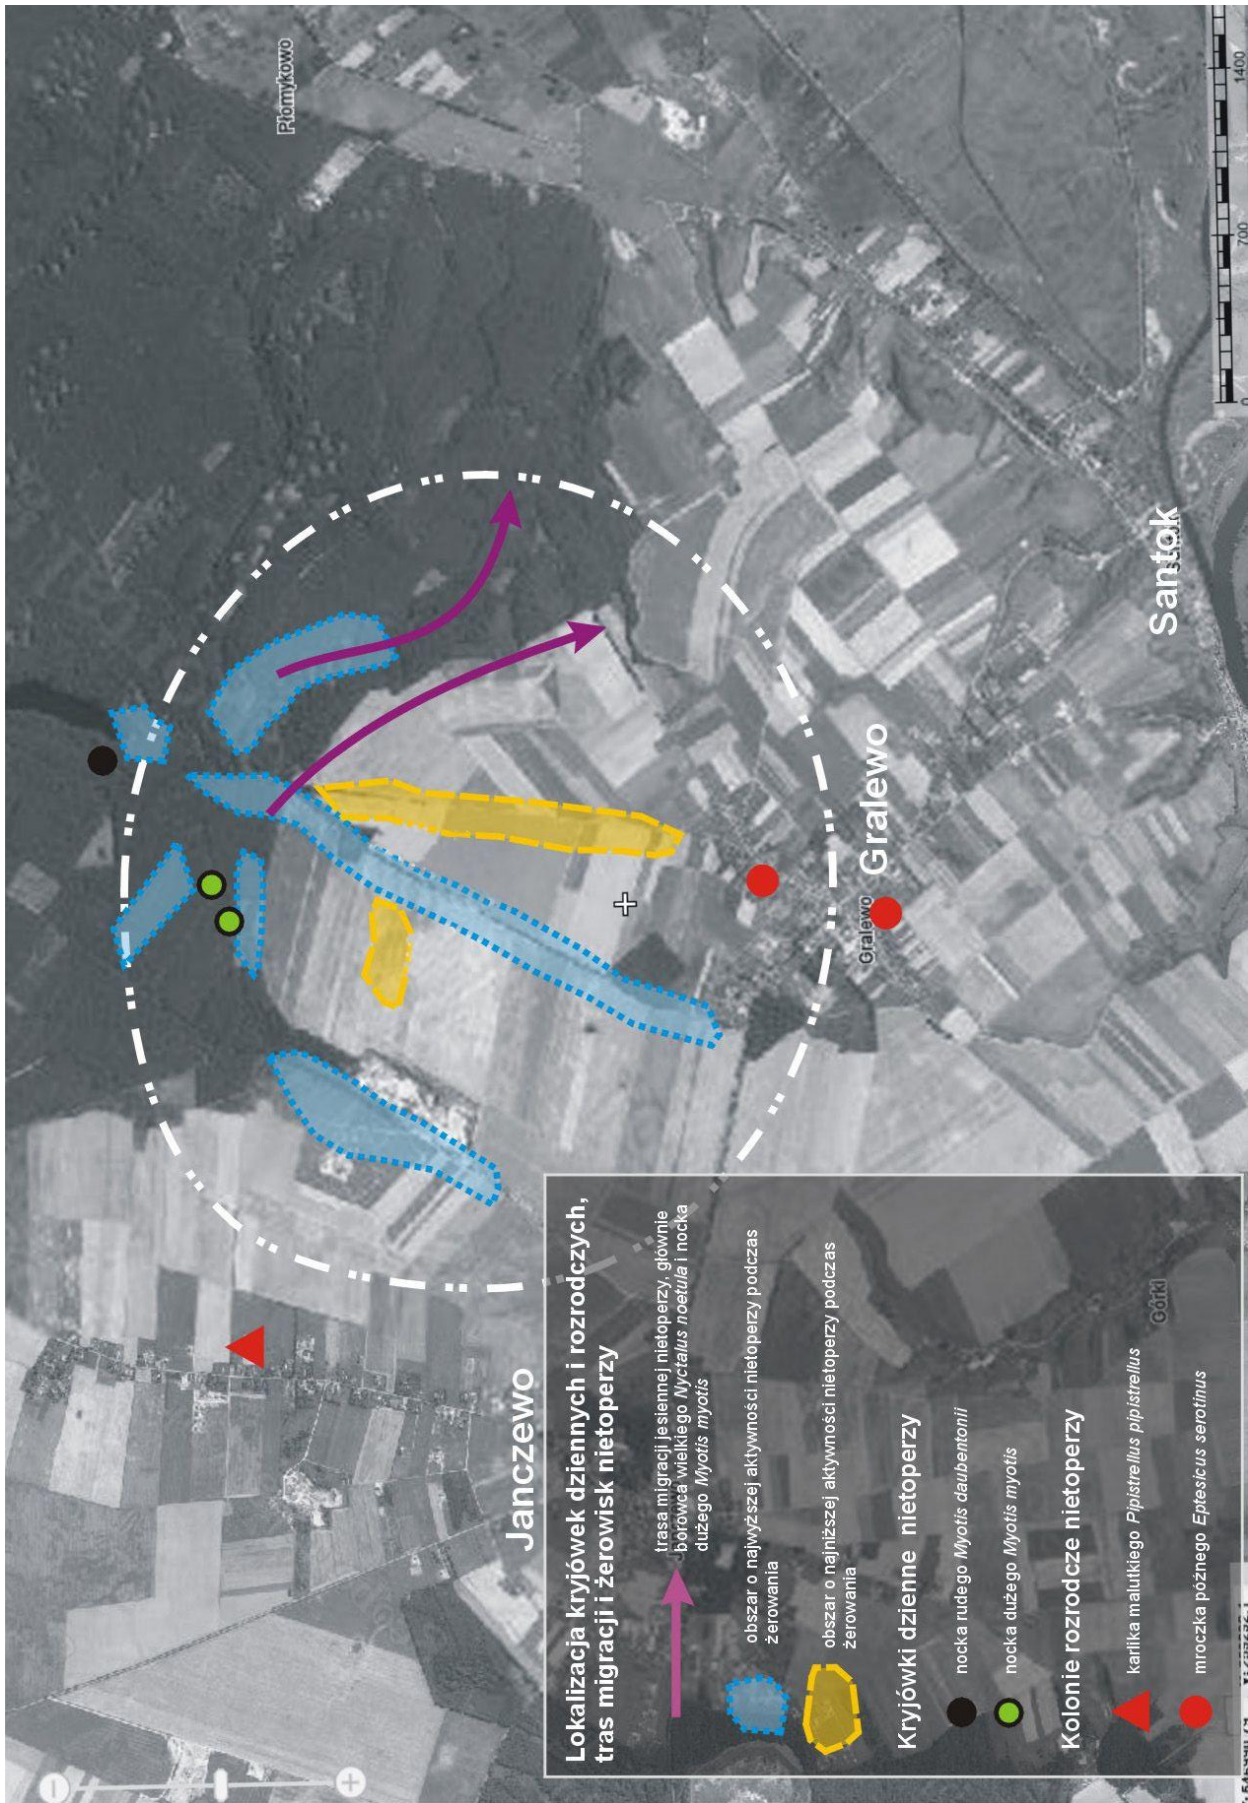 Płomykowo
Janczewo
Gralewo
Gralewo
Santok
Górki
0
700
1400
Lokalizacja kryjówek dziennych i rozrodczych,
tras migracji i żerowisk nietoperzy
trasa migracji jesiennej nietoperzy, głównie
borowca wielkiego Nyctalus noctula i nocka
dużego Myotis myotis
obszar o najwyższej aktywności nietoperzy podczas
żerowania
obszar o najniższej aktywności nietoperzy podczas
żerowania
Kryjówki dzienne nietoperzy
nocka rudego Myotis daubentonii
nocka dużego Myotis myotis
Kolonie rozrodcze nietoperzy
karlika malutkiego Pipistrellus pipistrellus
mroczka późnego Eptesicus serotinus